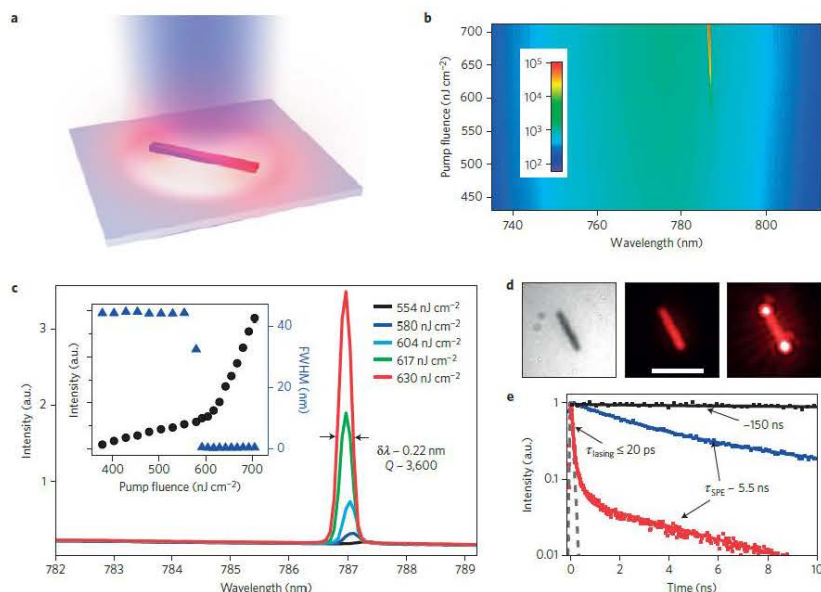 a
b
Pump fluence (nJ cm⁻²)
700
650
600
550
500
450
10⁵
10⁴
10³
10²
740
760
780
800
Wavelength (nm)
c
Intensity (a.u.)
3
2
1
782
783
784
785
786
787
788
789
Wavelength (nm)
Intensity (a.u.)
400
500
600
700
Pump fluence (nJ cm⁻²)
40
20
0
FWHM (nm)
554 nJ cm⁻²
580 nJ cm⁻²
604 nJ cm⁻²
617 nJ cm⁻²
630 nJ cm⁻²
δλ ~ 0.22 nm
Q ~ 3,600
d
e
Intensity (a.u.)
1
0.1
0.01
~150 ns
τlasing ≤ 20 ps
τSPE ~ 5.5 ns
0
2
4
6
8
10
Time (ns)